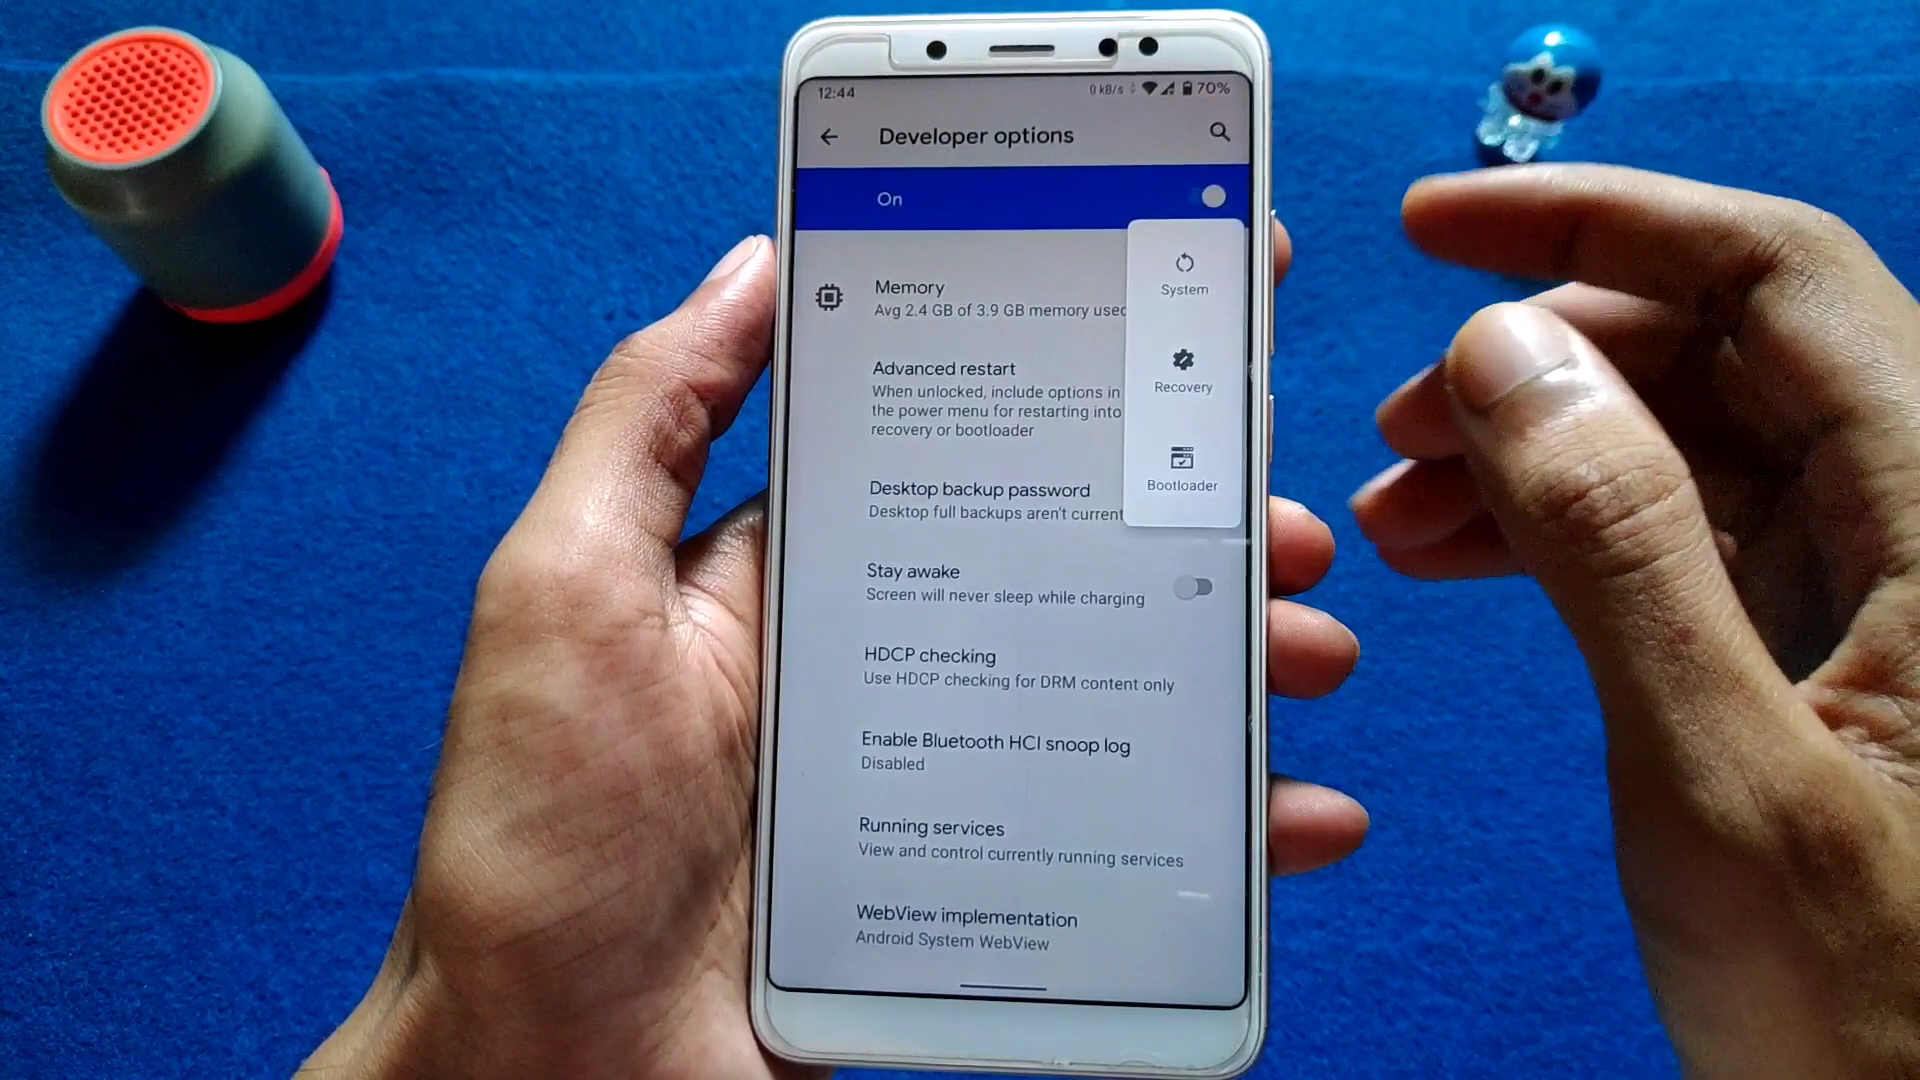 12:44
0 kB/s
70%
Developer options
On
Memory
Avg 2.4 GB of 3.9 GB memory used
Advanced restart
When unlocked, include options in
the power menu for restarting into
recovery or bootloader
Desktop backup password
Desktop full backups aren't current
Stay awake
Screen will never sleep while charging
HDCP checking
Use HDCP checking for DRM content only
Enable Bluetooth HCI snoop log
Disabled
Running services
View and control currently running services
WebView implementation
Android System WebView
System
Recovery
Bootloader